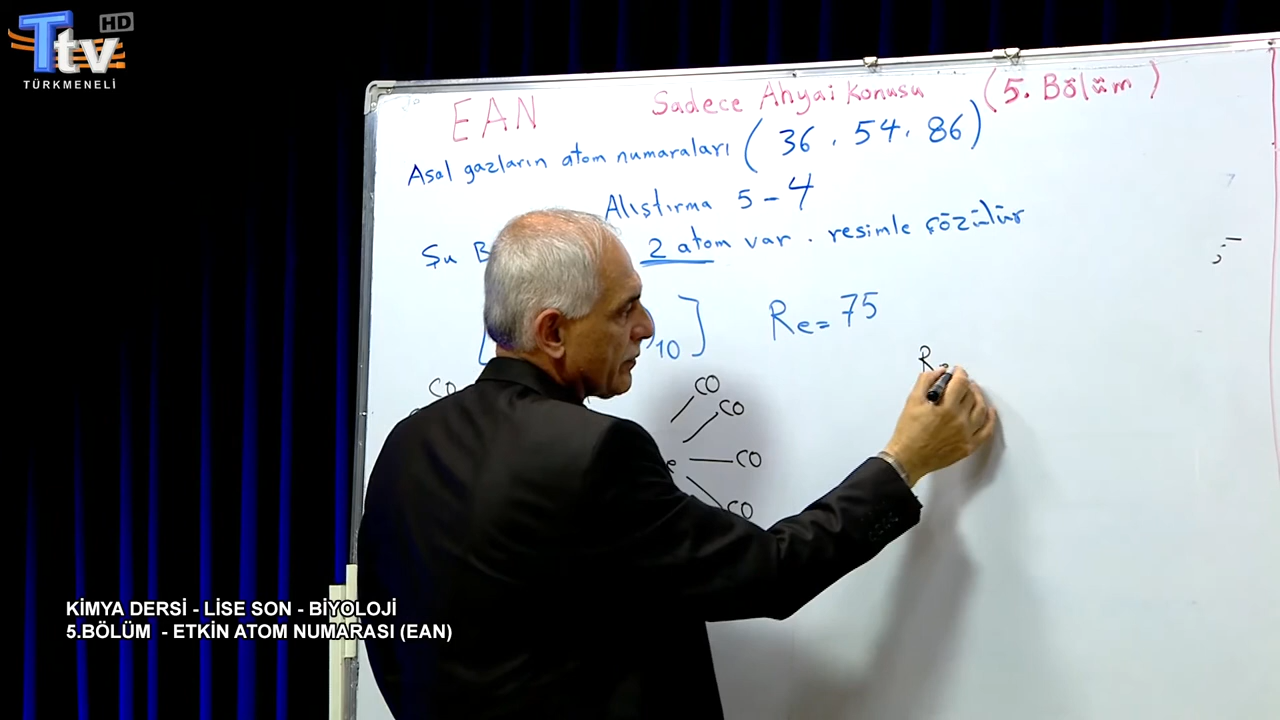 Ttv HD
TÜRKMENELİ
EAN Sadece Ahyai Konusu (5. Bölüm)
Asal gazların atom numaraları (36, 54, 86)
Alıştırma 5-4
Şu 2 atom var. resimle çözülür
10] Re=75
R
CO CO
CO
CO
CO
KİMYA DERSİ - LİSE SON - BİYOLOJİ
5.BÖLÜM - ETKİN ATOM NUMARASI (EAN)